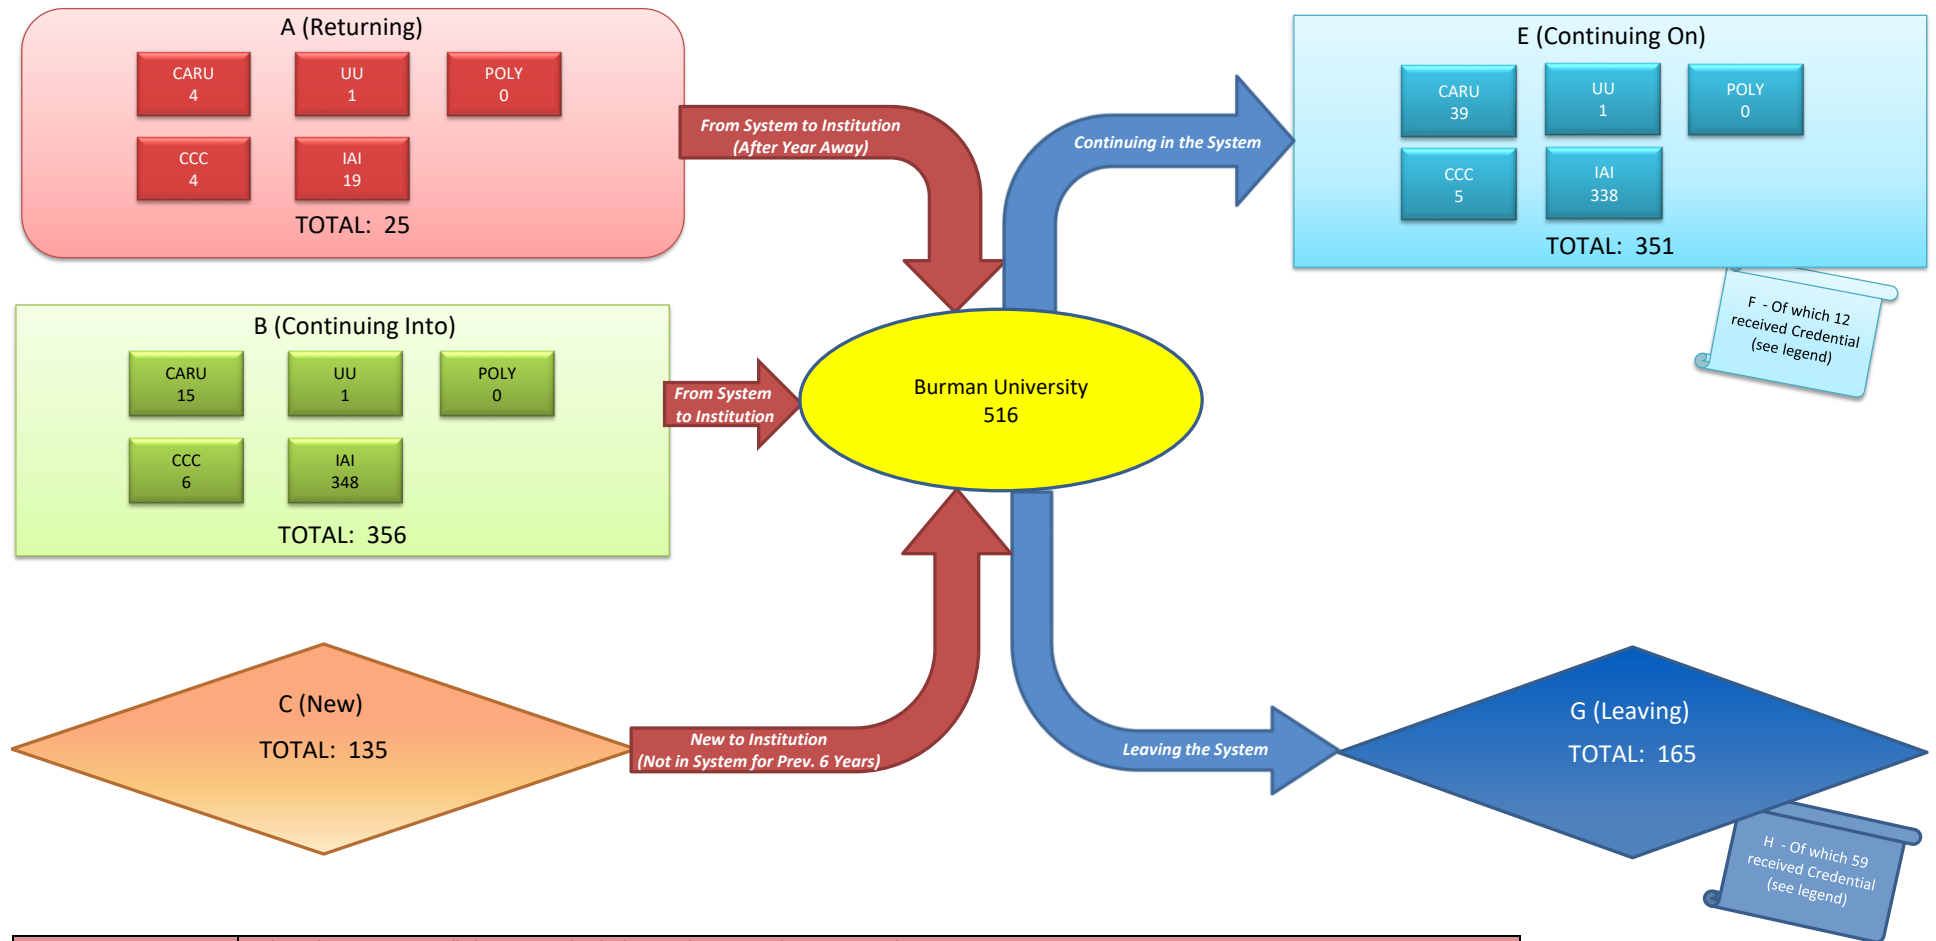 A (Returning)
CARU
4
UU
1
POLY
0
CCC
4
IAI
19
TOTAL: 25
From System to Institution
(After Year Away)
Continuing in the System
E (Continuing On)
CARU
39
UU
1
POLY
0
CCC
5
IAI
338
TOTAL: 351
F - Of which 12
received Credential
(see legend)
B (Continuing Into)
CARU
15
UU
1
POLY
0
CCC
6
IAI
348
TOTAL: 356
From System
to Institution
Burman University
516
C (New)
TOTAL: 135
New to Institution
(Not in System for Prev. 6 Years)
Leaving the System
G (Leaving)
TOTAL: 165
H - Of which 59
received Credential
(see legend)